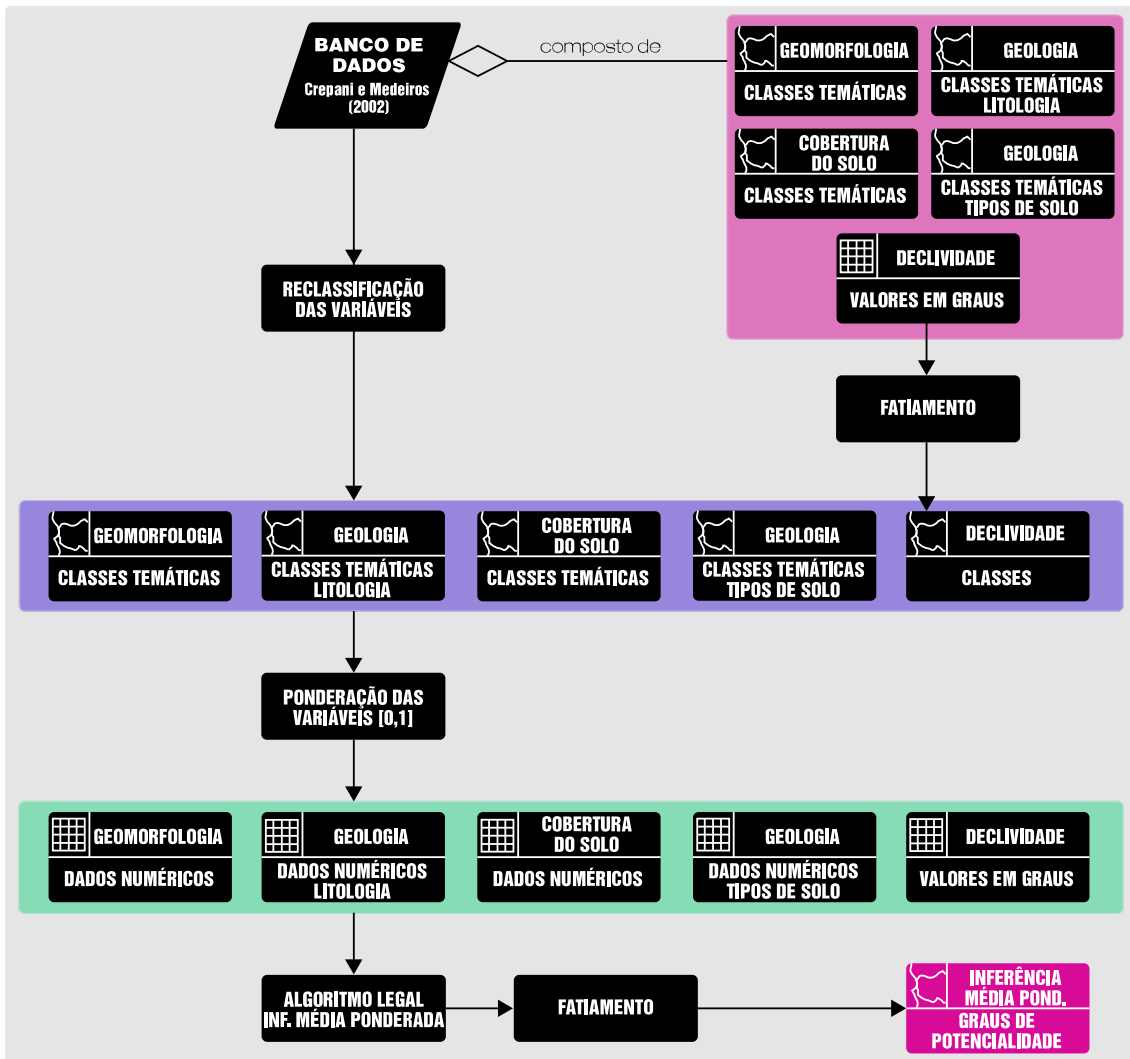 BANCO DE
DADOS
Crepani e Medeiros
(2002)
composto de
GEOMORFOLOGIA
CLASSES TEMÁTICAS
GEOLOGIA
CLASSES TEMÁTICAS
LITOLOGIA
COBERTURA
DO SOLO
CLASSES TEMÁTICAS
GEOLOGIA
CLASSES TEMÁTICAS
TIPOS DE SOLO
DECLIVIDADE
VALORES EM GRAUS
RECLASSIFICAÇÃO
DAS VARIÁVEIS
FATIAMENTO
GEOMORFOLOGIA
CLASSES TEMÁTICAS
GEOLOGIA
CLASSES TEMÁTICAS
LITOLOGIA
COBERTURA
DO SOLO
CLASSES TEMÁTICAS
GEOLOGIA
CLASSES TEMÁTICAS
TIPOS DE SOLO
DECLIVIDADE
CLASSES
PONDERAÇÃO DAS
VARIÁVEIS [0,1]
GEOMORFOLOGIA
DADOS NUMÉRICOS
GEOLOGIA
DADOS NUMÉRICOS
LITOLOGIA
COBERTURA
DO SOLO
DADOS NUMÉRICOS
GEOLOGIA
DADOS NUMÉRICOS
TIPOS DE SOLO
DECLIVIDADE
VALORES EM GRAUS
ALGORITMO LEGAL
INF. MÉDIA PONDERADA
FATIAMENTO
INFERÊNCIA
MÉDIA POND.
GRAUS DE
POTENCIALIDADE